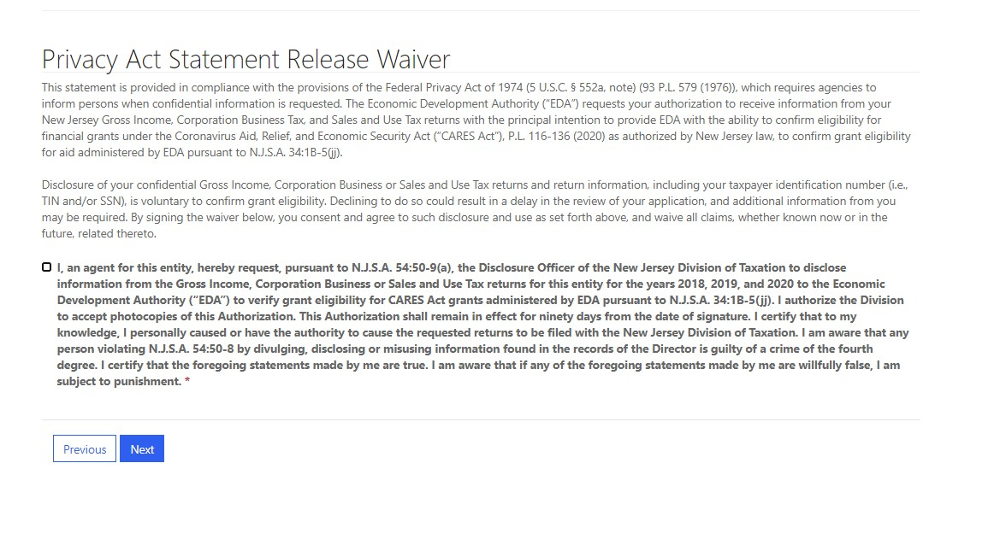 Privacy Act Statement Release Waiver
This statement is provided in compliance with the provisions of the Federal Privacy Act of 1974 (5 U.S.C. § 552a, note) (93 P.L. 579 (1976)), which requires agencies to
inform persons when confidential information is requested. The Economic Development Authority (“EDA”) requests your authorization to receive information from your
New Jersey Gross Income, Corporation Business Tax, and Sales and Use Tax returns with the principal intention to provide EDA with the ability to confirm eligibility for
financial grants under the Coronavirus Aid, Relief, and Economic Security Act (“CARES Act”), P.L. 116-136 (2020) as authorized by New Jersey law, to confirm grant eligibility
for aid administered by EDA pursuant to N.J.S.A. 34:1B-5(jj).
Disclosure of your confidential Gross Income, Corporation Business or Sales and Use Tax returns and return information, including your taxpayer identification number (i.e.,
TIN and/or SSN), is voluntary to confirm grant eligibility. Declining to do so could result in a delay in the review of your application, and additional information from you
may be required. By signing the waiver below, you consent and agree to such disclosure and use as set forth above, and waive all claims, whether known now or in the
future, related thereto.
I, an agent for this entity, hereby request, pursuant to N.J.S.A. 54:50-9(a), the Disclosure Officer of the New Jersey Division of Taxation to disclose
information from the Gross Income, Corporation Business or Sales and Use Tax returns for this entity for the years 2018, 2019, and 2020 to the Economic
Development Authority (“EDA”) to verify grant eligibility for CARES Act grants administered by EDA pursuant to N.J.S.A. 34:1B-5(jj). I authorize the Division
to accept photocopies of this Authorization. This Authorization shall remain in effect for ninety days from the date of signature. I certify that to my
knowledge, I personally caused or have the authority to cause the requested returns to be filed with the New Jersey Division of Taxation. I am aware that any
person violating N.J.S.A. 54:50-8 by divulging, disclosing or misusing information found in the records of the Director is guilty of a crime of the fourth
degree. I certify that the foregoing statements made by me are true. I am aware that if any of the foregoing statements made by me are willfully false, I am
subject to punishment. *
Previous Next